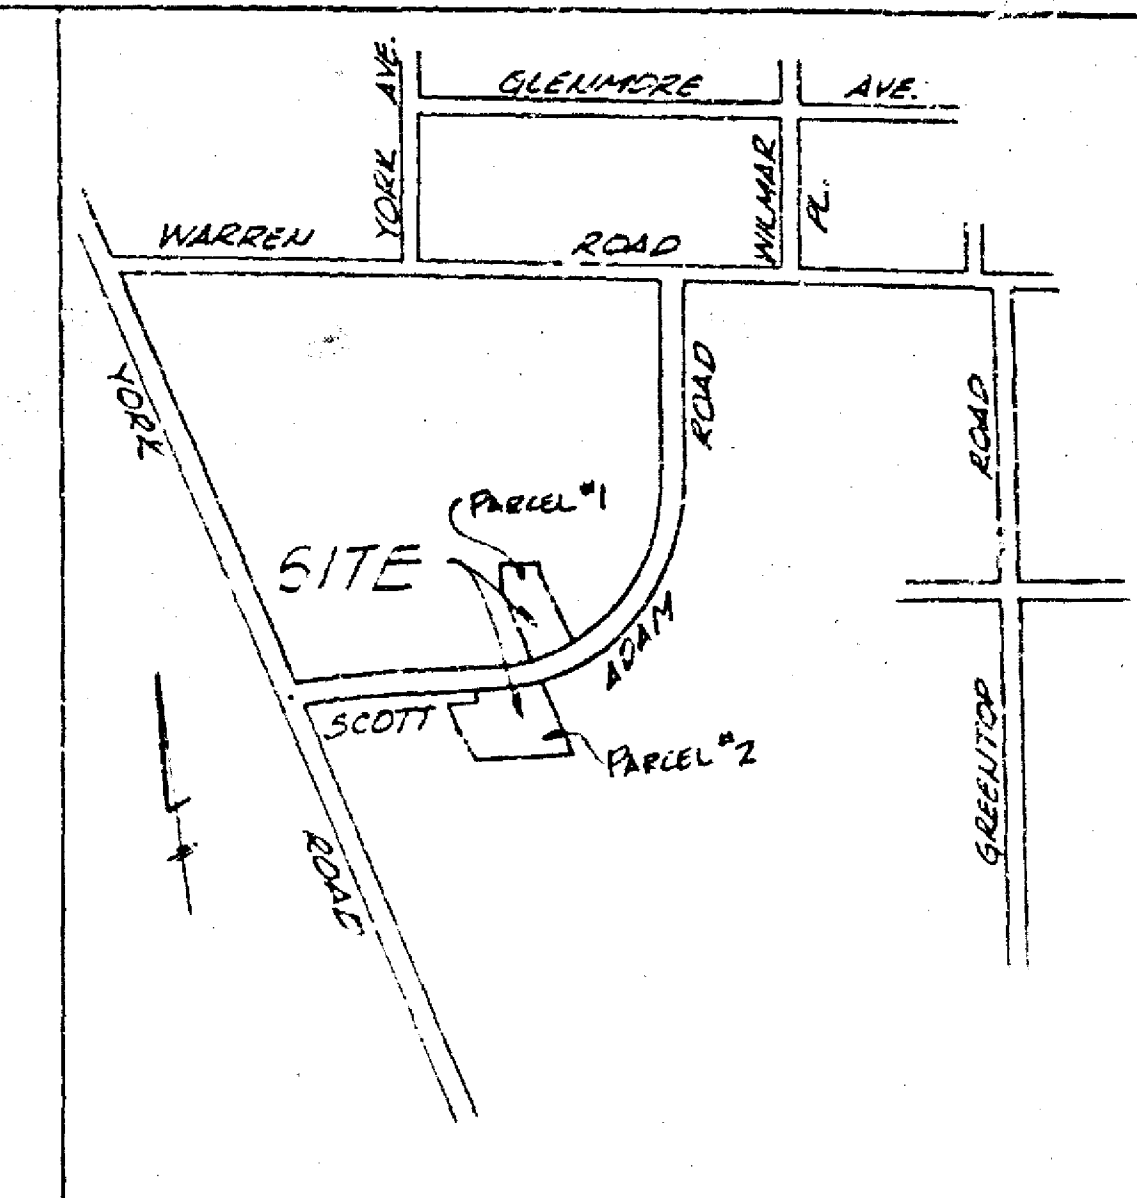 GLENMORE AVE.
YORK AVE.
WILMAR PL.
WARREN ROAD
YORK ROAD
SCOTT ADAM ROAD
GREENTOP ROAD
PARCEL #1
SITE
PARCEL #2